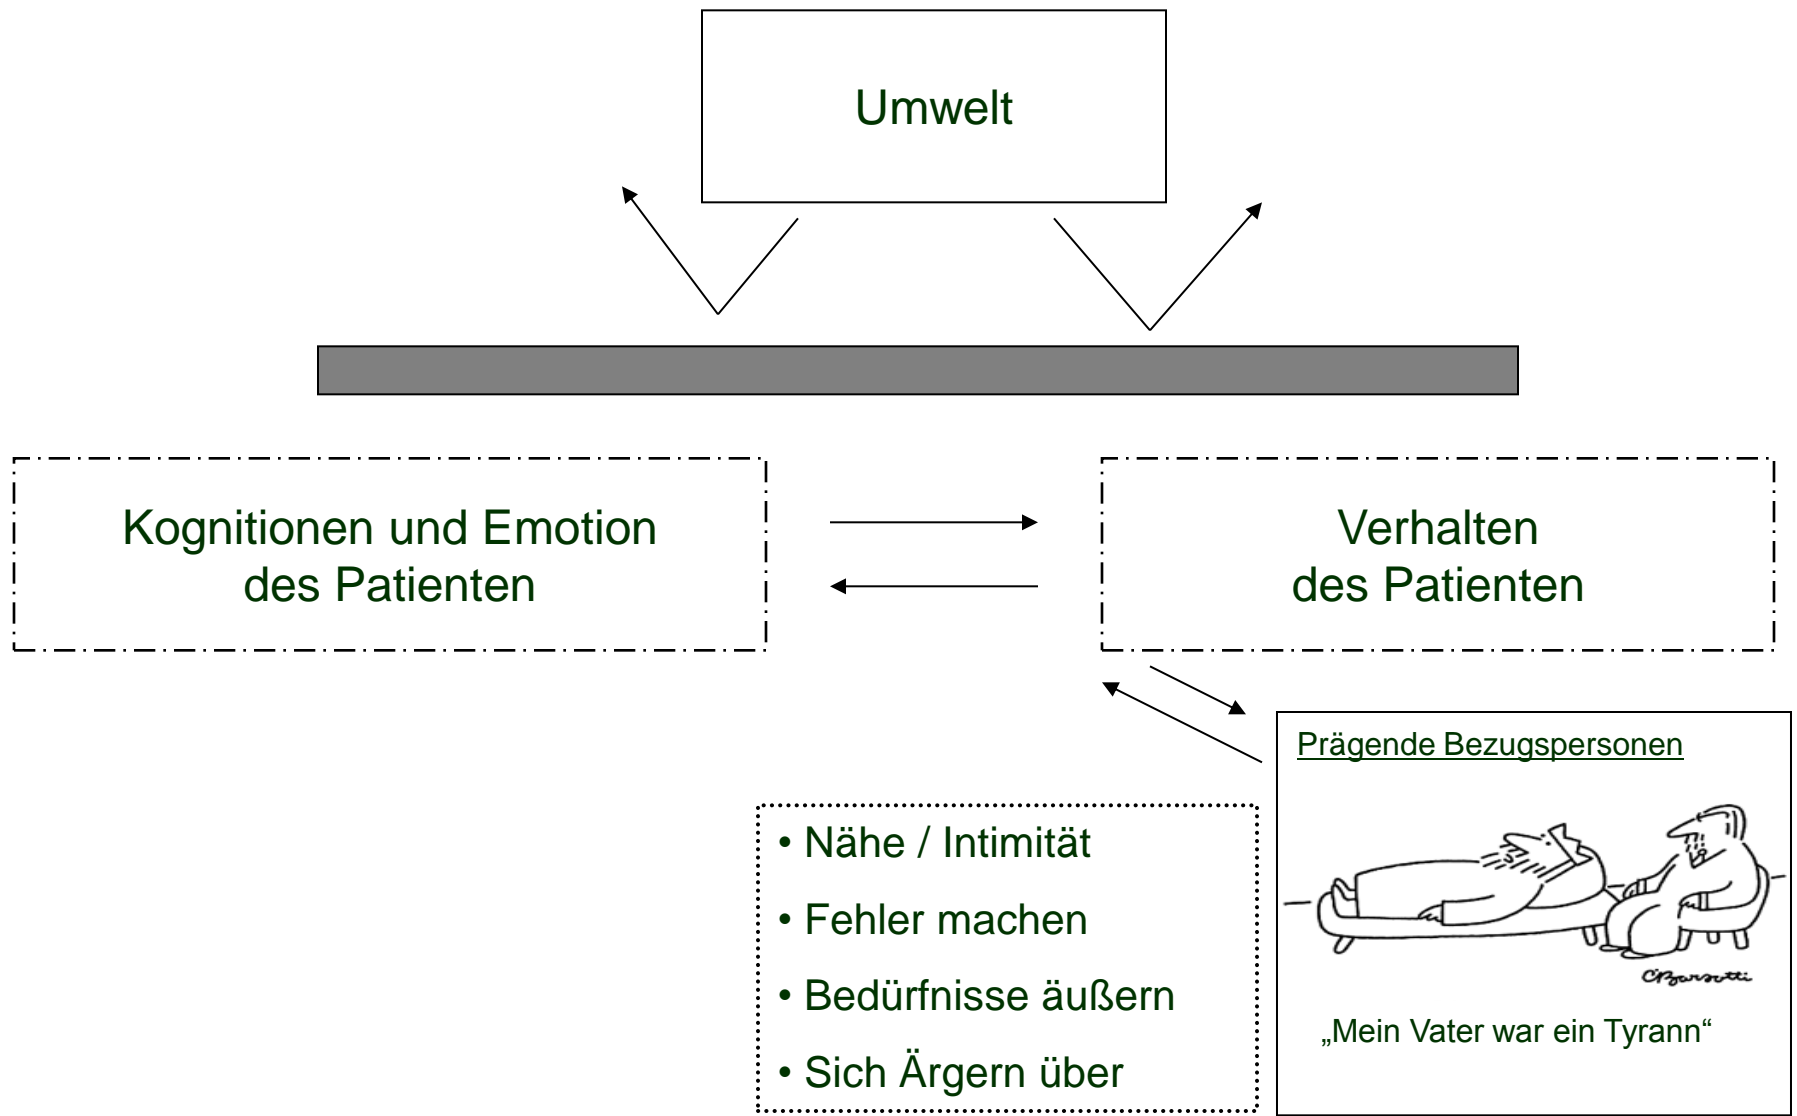 Umwelt
Kognitionen und Emotion
des Patienten
Verhalten
des Patienten
Prägende Bezugspersonen
• Nähe / Intimität
• Fehler machen
• Bedürfnisse äußern
• Sich Ärgern über
CBarsotti
„Mein Vater war ein Tyrann“